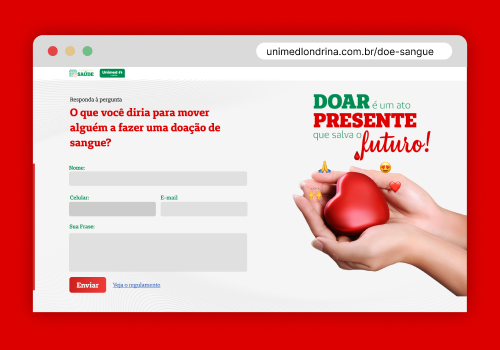 unimedlondrina.com.br/doe-sangue
SAÚDE
Unimed
Responda à pergunta
O que você diria para mover
alguém a fazer uma doação de
sangue?
Nome:
Celular:
E-mail:
Sua Frase:
Enviar
Veja o regulamento
DOAR é um ato
PRESENTE
que salva o
futuro!